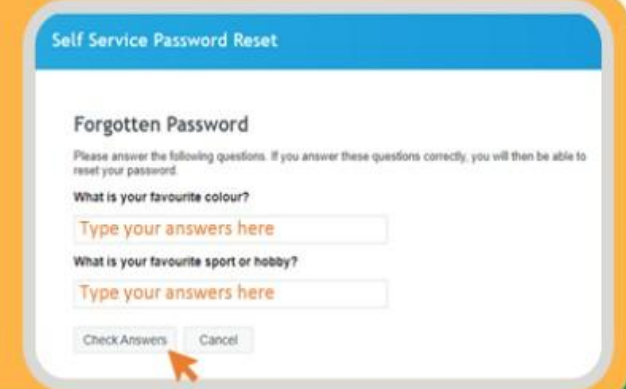 Self Service Password Reset
Forgotten Password
Please answer the following questions. If you answer these questions correctly, you will then be able to
reset your password.
What is your favourite colour?
Type your answers here
What is your favourite sport or hobby?
Type your answers here
Check Answers Cancel